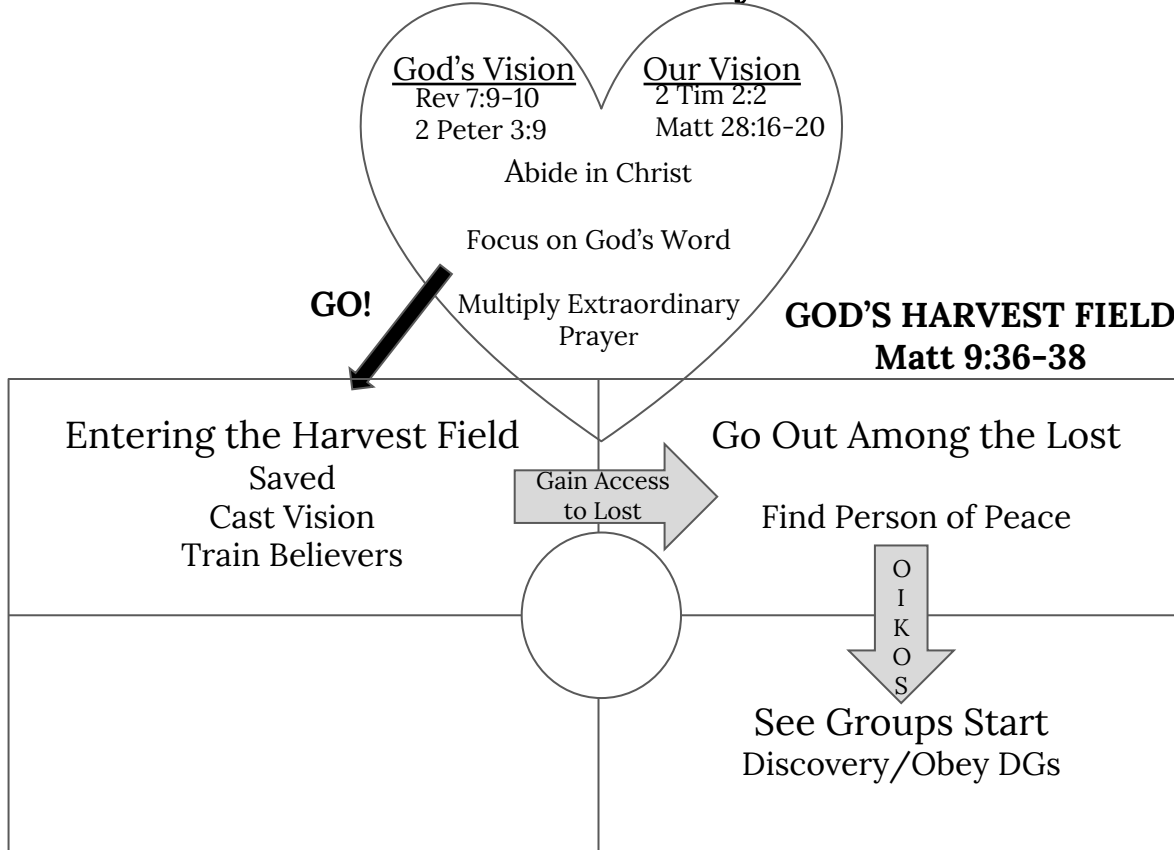 God’s Vision
Rev 7:9-10
2 Peter 3:9
Our Vision
2 Tim 2:2
Matt 28:16-20
Abide in Christ
Focus on God’s Word
Multiply Extraordinary
Prayer
GO!
GOD’S HARVEST FIELD
Matt 9:36-38
Entering the Harvest Field
Saved
Cast Vision
Train Believers
Gain Access
to Lost
Go Out Among the Lost
Find Person of Peace
O
I
K
O
S
See Groups Start
Discovery/Obey DGs